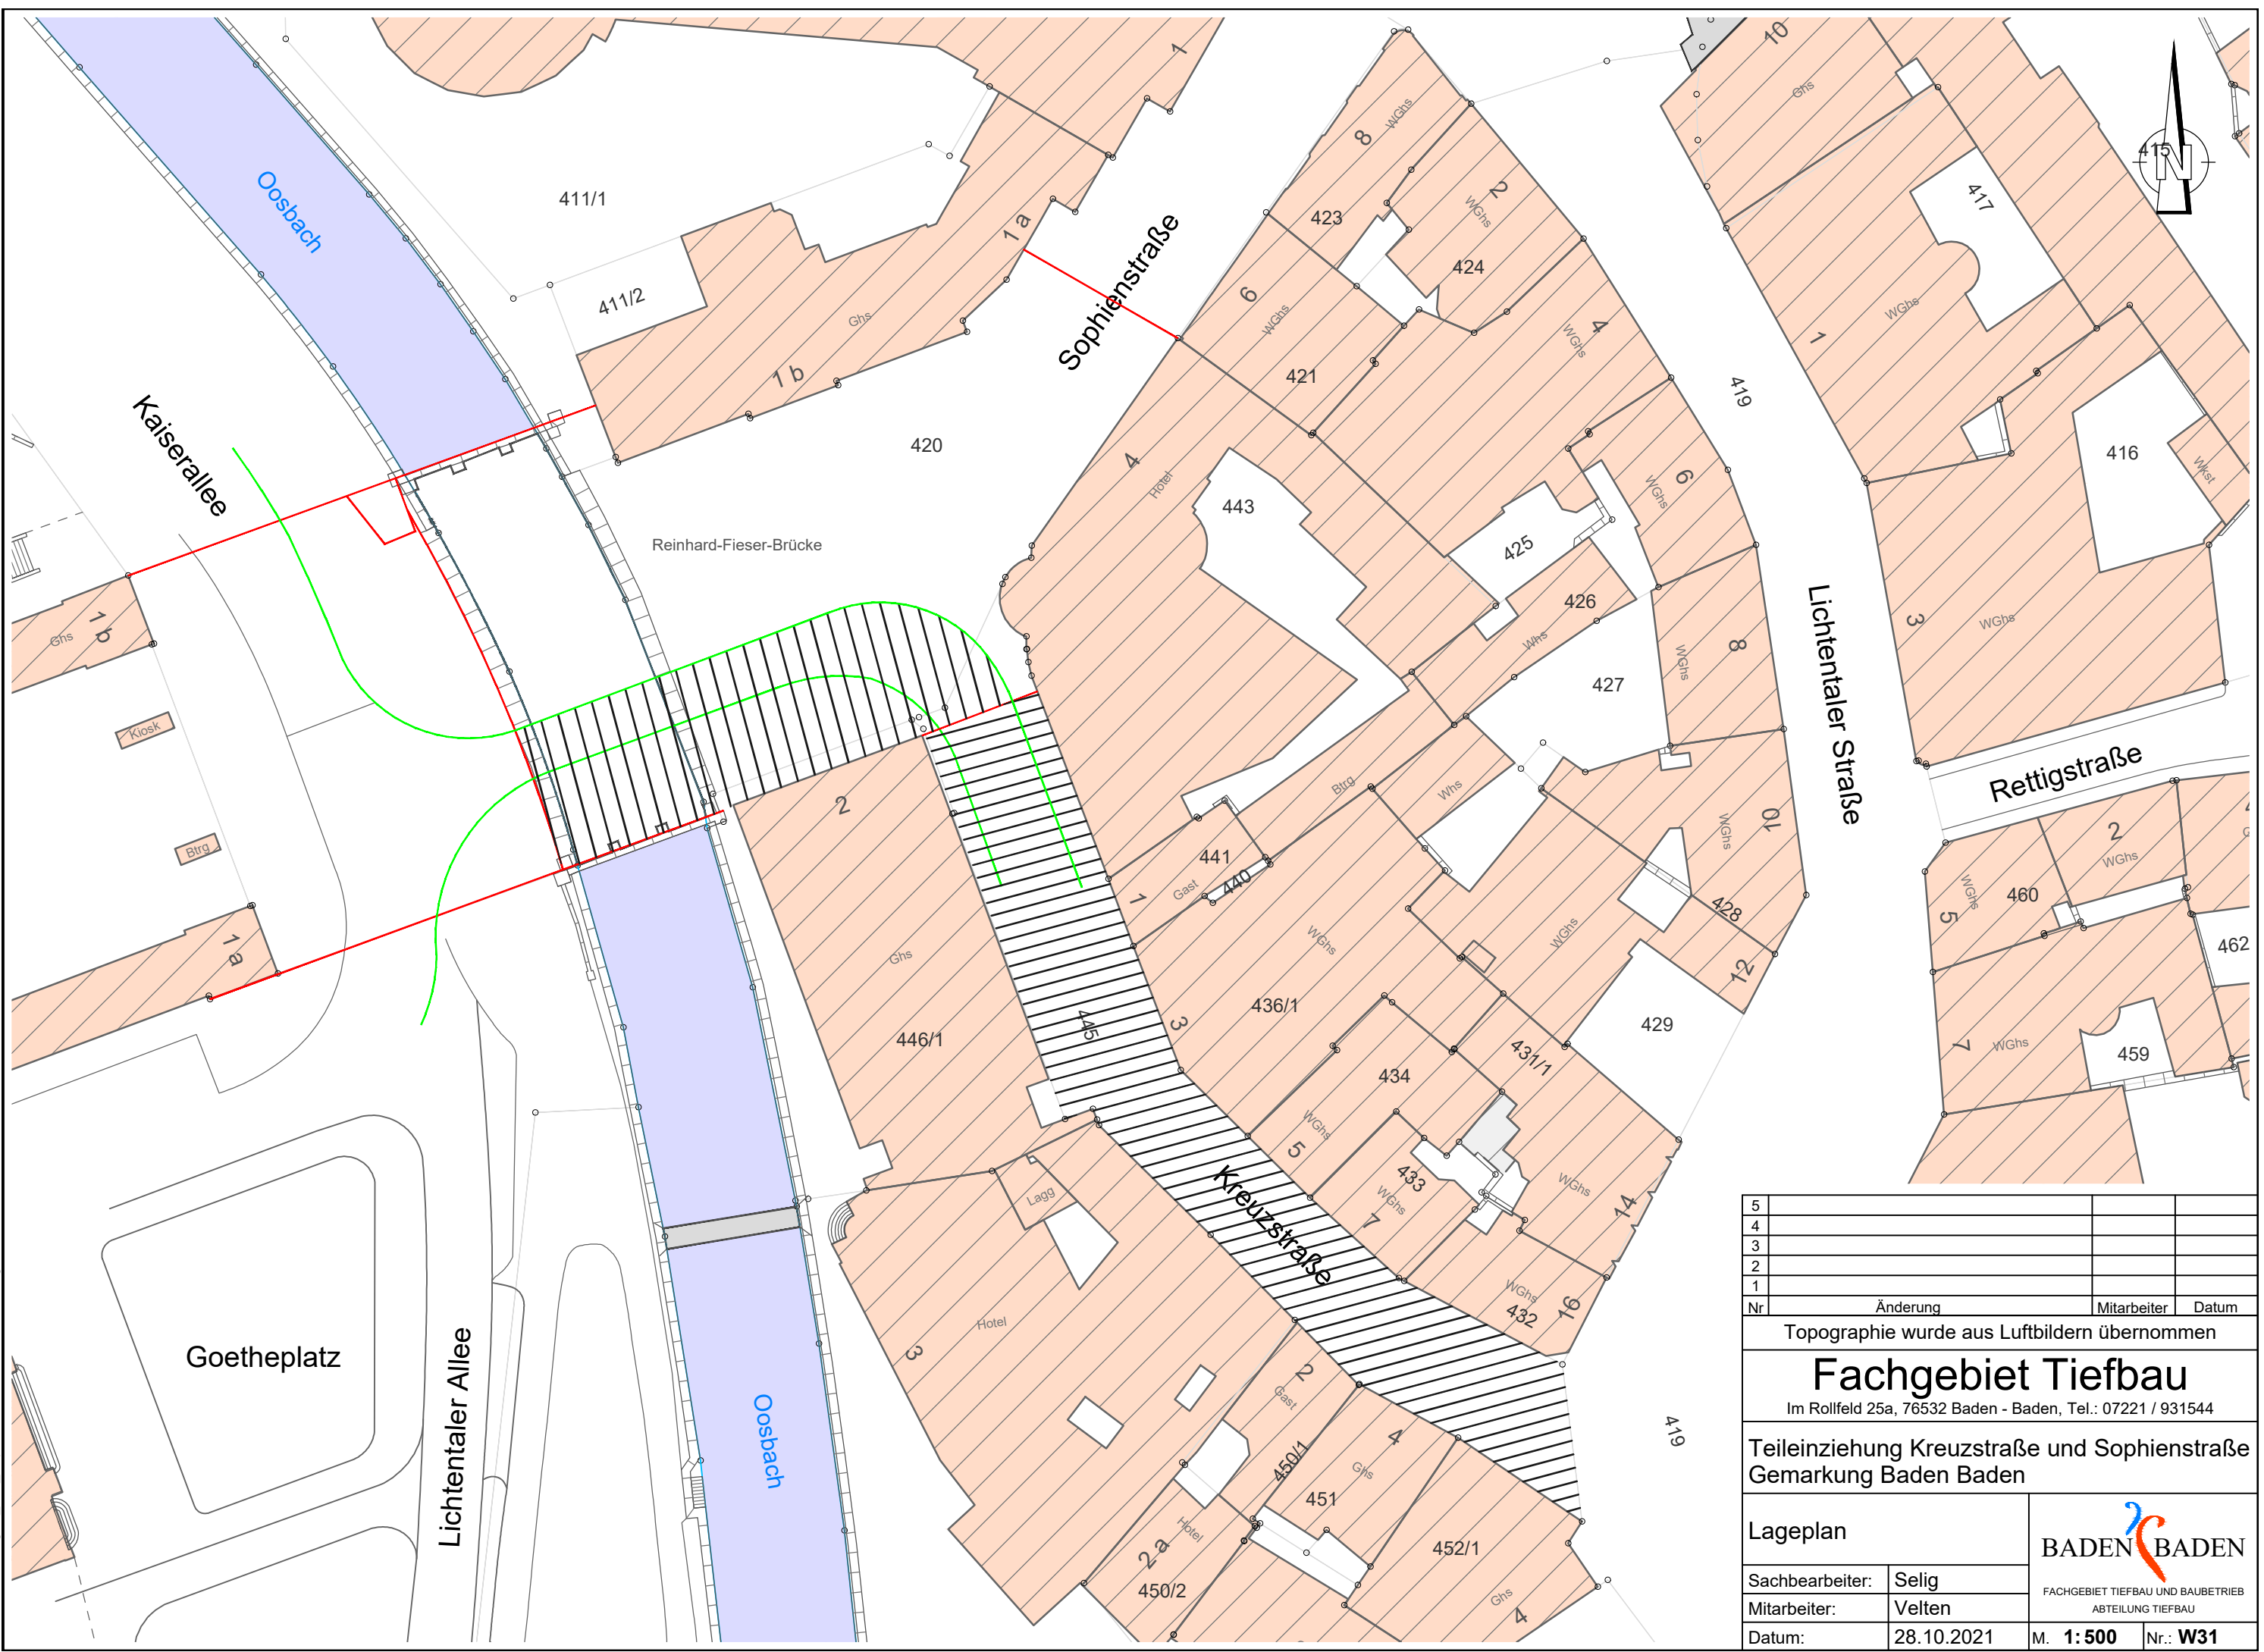 1
10
Ghs
N
415
417
Oosbach
411/1
411/2
1 a
Ghs
1 b
Sophienstraße
8
WGhs
423
2
WGhs
424
6
WGhs
421
4
WGhs
419
1
WGhs
416
Wkst
Kaiserallee
420
4
Hotel
443
425
6
WGhs
426
Whs
8
WGhs
427
Lichtentaler Straße
3
WGhs
Reinhard-Fieser-Brücke
1 b
Ghs
Kiosk
Btrg
1 a
2
Ghs
446/1
445
Btrg
Whs
441
440
Gast
1
WGhs
436/1
3
WGhs
10
WGhs
428
12
429
Rettigstraße
2
WGhs
460
WGhs
5
462
7
WGhs
459
431/1
434
WGhs
5
433
WGhs
7
WGhs
14
WGhs
432
16
Kreuzstraße
Lagg
Hotel
3
Goetheplatz
Lichtentaler Allee
Oosbach
2
Gast
450/1
4
Ghs
451
452/1
Ghs
4
Hotel
2 a
450/2
419
5
4
3
2
1
Nr Änderung Mitarbeiter Datum
Topographie wurde aus Luftbildern übernommen
Fachgebiet Tiefbau
Im Rollfeld 25a, 76532 Baden - Baden, Tel.: 07221 / 931544
Teileinziehung Kreuzstraße und Sophienstraße
Gemarkung Baden Baden
Lageplan
BADEN BADEN
FACHGEBIET TIEFBAU UND BAUBETRIEB
ABTEILUNG TIEFBAU
Sachbearbeiter: Selig
Mitarbeiter: Velten
Datum: 28.10.2021 M. 1:500 Nr.: W31